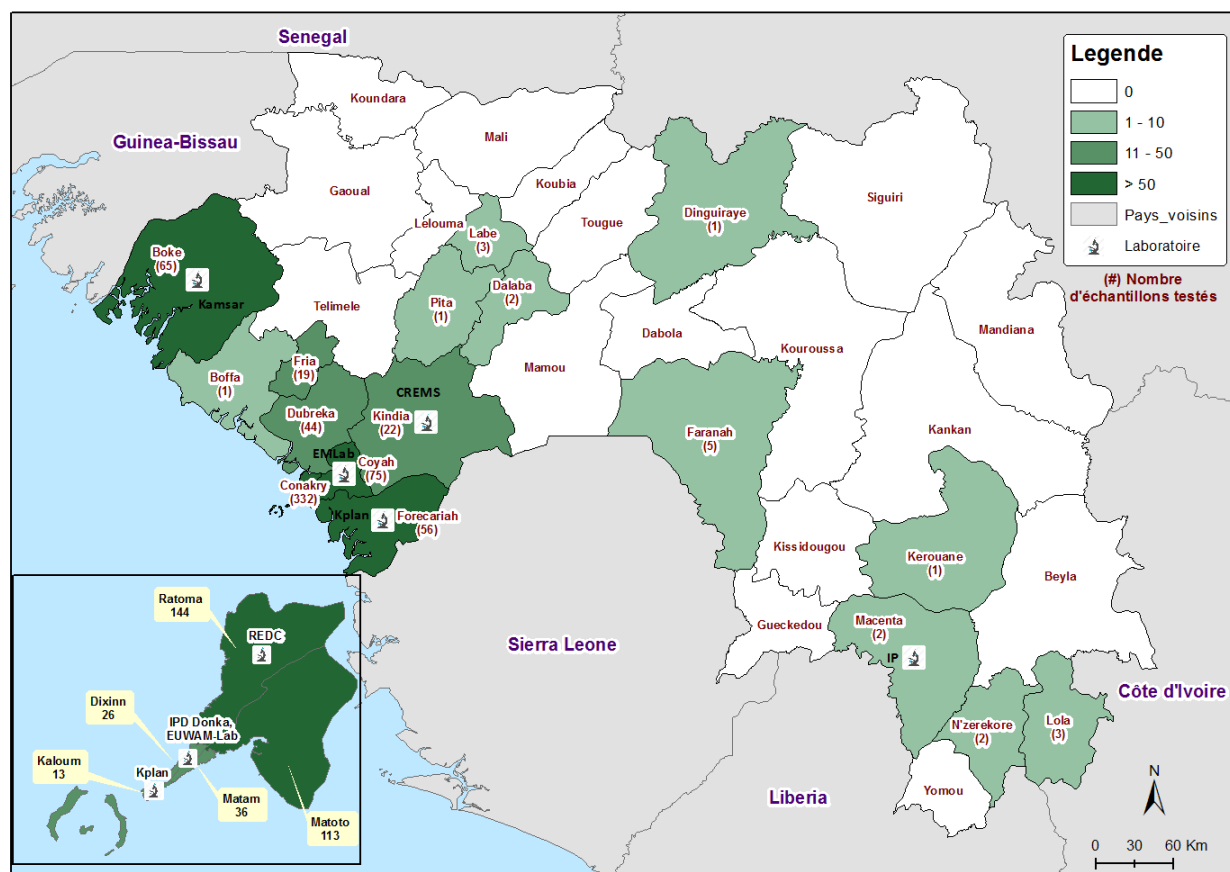 Senegal
Guinea-Bissau
Koundara
Mali
Gaoual
Koubia
Lelouma
Tougue
Labe
(3)
Dinguiraye
(1)
Siguiri
Boke
(65)
Kamsar
Telimele
Pita
(1)
Dalaba
(2)
Dabola
Mandiana
Kouroussa
Mamou
Boffa
(1)
Fria
(19)
CREMS
Dubreka
(44)
Kindia
(22)
Faranah
(5)
Kankan
EMLab
Coyah
(75)
Conakry
(332)
Kplan
Forecariah
(56)
Kissidougou
Kerouane
(1)
Beyla
Gueckedou
Macenta
(2)
IP
Sierra Leone
Côte d'Ivoire
N'zerekore
(2)
Lola
(3)
Yomou
Liberia
Legende
0
1 - 10
11 - 50
> 50
Pays_voisins
Laboratoire
(#) Nombre
d'échantillons testés
Ratoma
144
REDC
Dixinn
26
IPD Donka,
EUWAM-Lab
Kaloum
13
Kplan
Matam
36
Matoto
113
N
0 30 60 Km